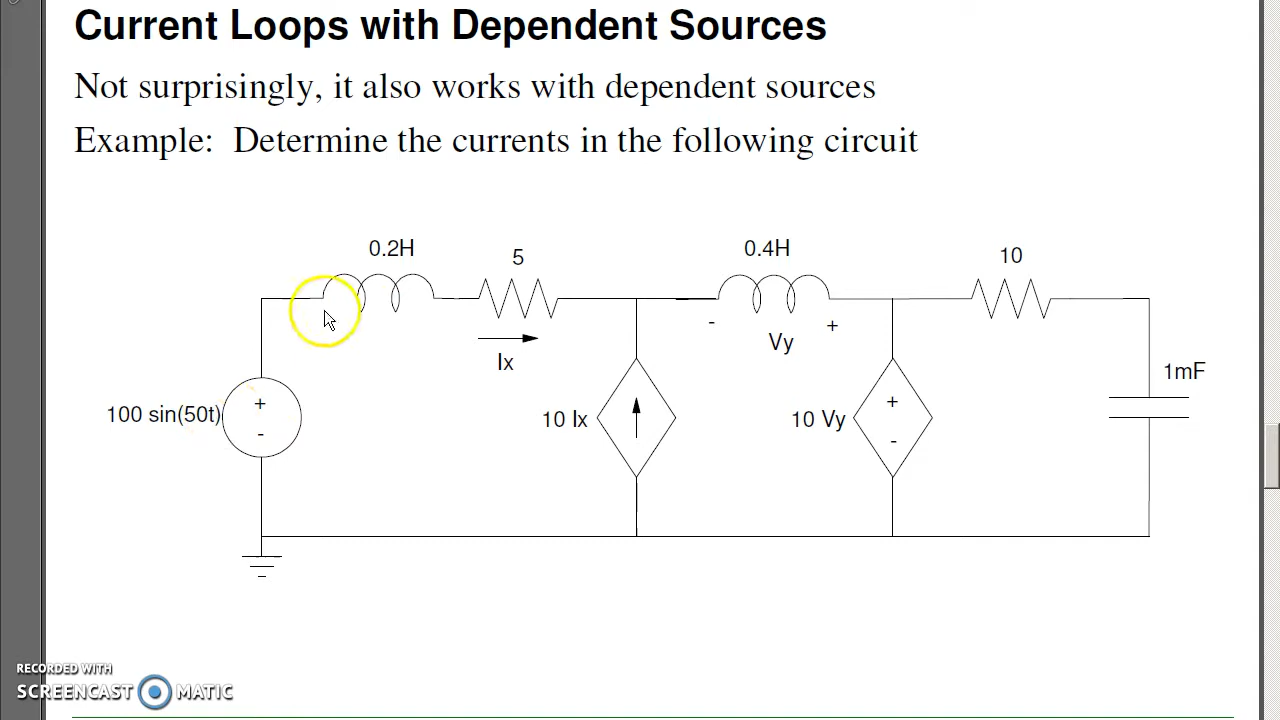 Current Loops with Dependent Sources
Not surprisingly, it also works with dependent sources
Example: Determine the currents in the following circuit
0.2H
5
0.4H
10
Ix
-
Vy
+
1mF
100 sin(50t)
+
-
10 Ix
10 Vy
+
-
RECORDED WITH
SCREENCAST MATIC